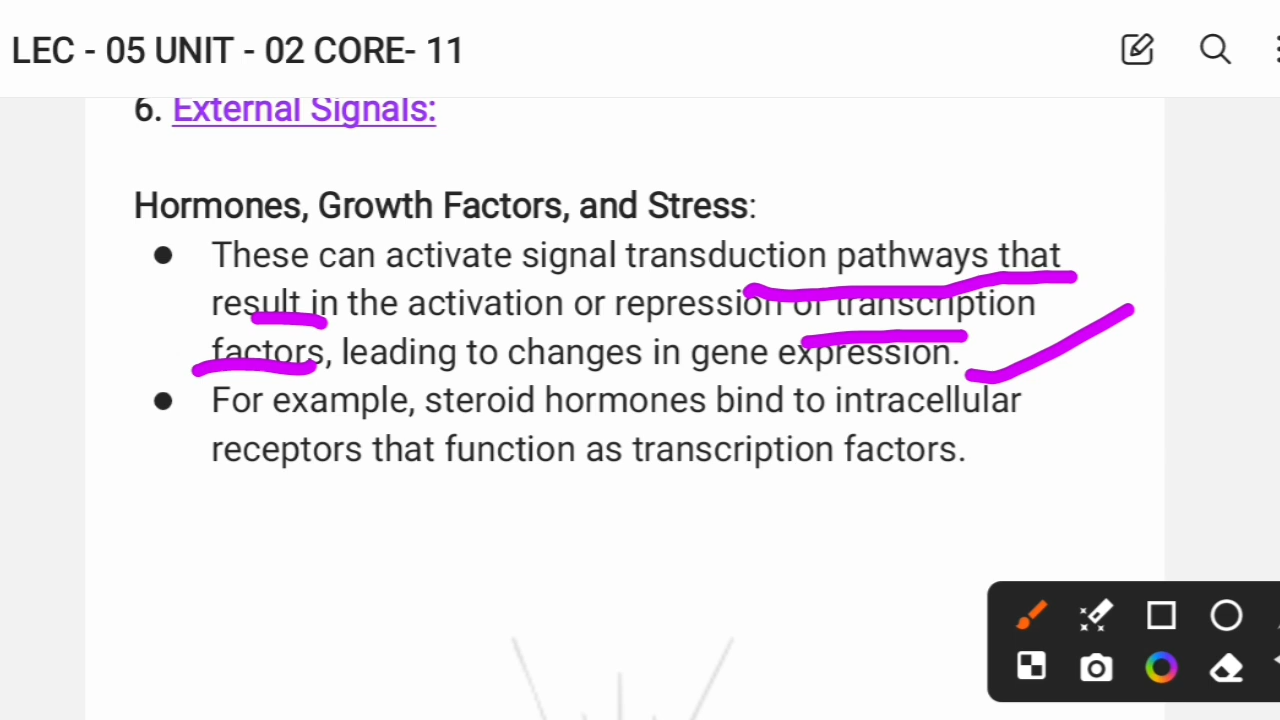 LEC - 05 UNIT - 02 CORE- 11
6. External Signals:
Hormones, Growth Factors, and Stress:
● These can activate signal transduction pathways that
result in the activation or repression of transcription
factors, leading to changes in gene expression.
● For example, steroid hormones bind to intracellular
receptors that function as transcription factors.